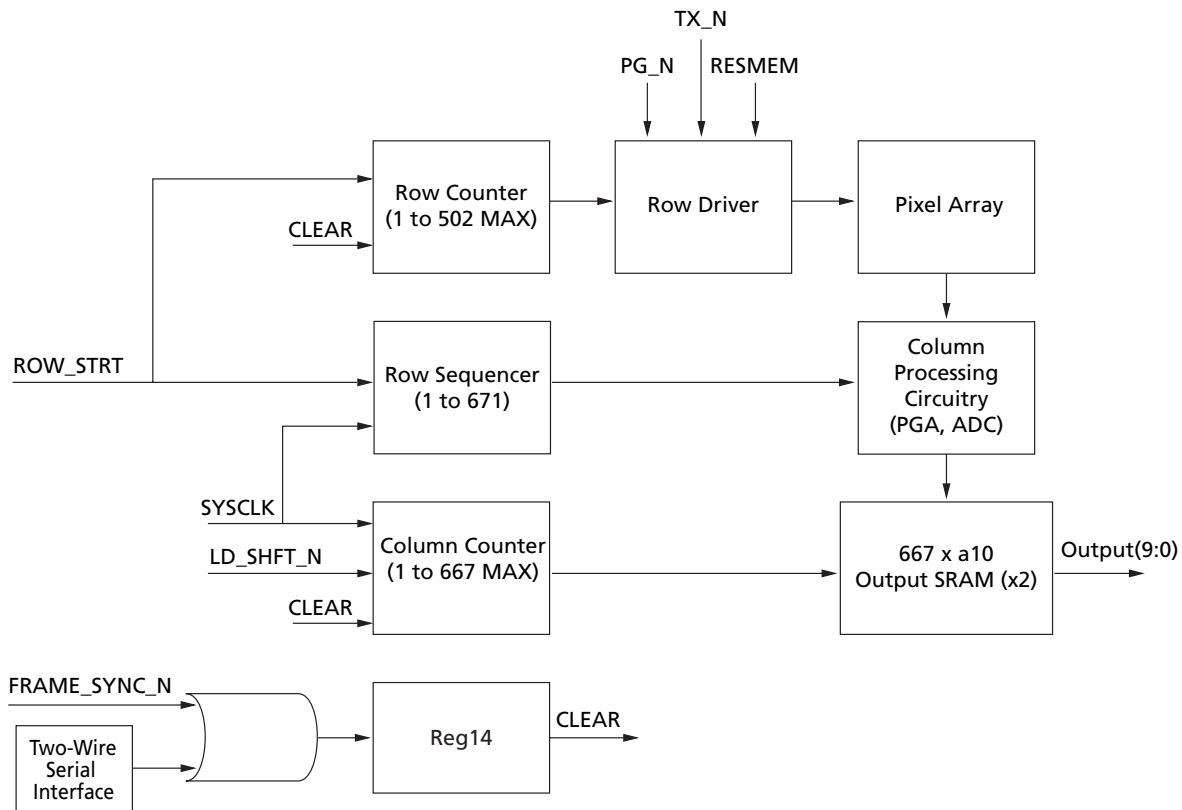 TX_N
PG_N
RESMEM
Row Counter
(1 to 502 MAX)
Row Driver
Pixel Array
CLEAR
ROW_STRT
Row Sequencer
(1 to 671)
Column
Processing
Circuitry
(PGA, ADC)
SYSCLK
LD_SHFT_N
CLEAR
Column Counter
(1 to 667 MAX)
667 x a10
Output SRAM (x2)
Output(9:0)
FRAME_SYNC_N
Two-Wire
Serial
Interface
Reg14
CLEAR